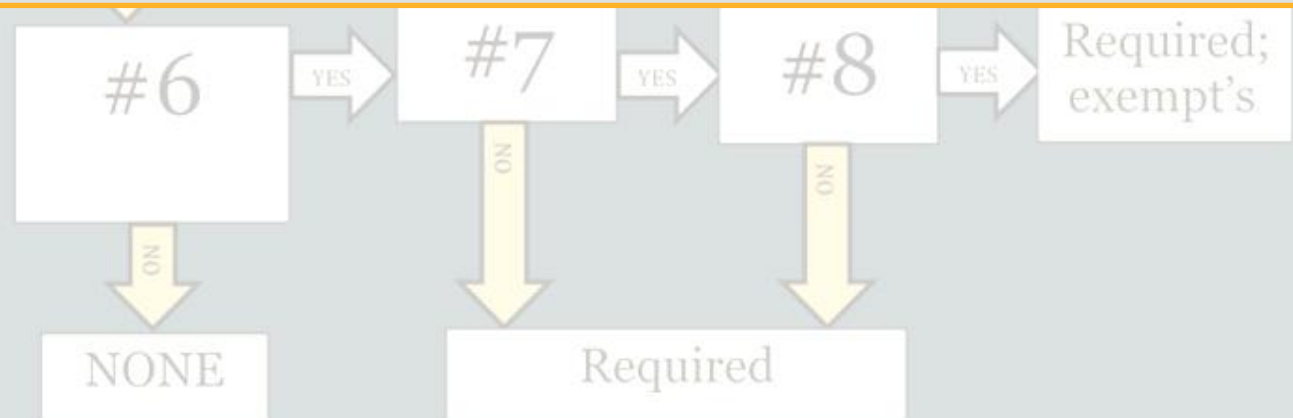 #6
YES
#7
YES
#8
YES
Required;
exempt's
NO
NO
NO
NONE
Required